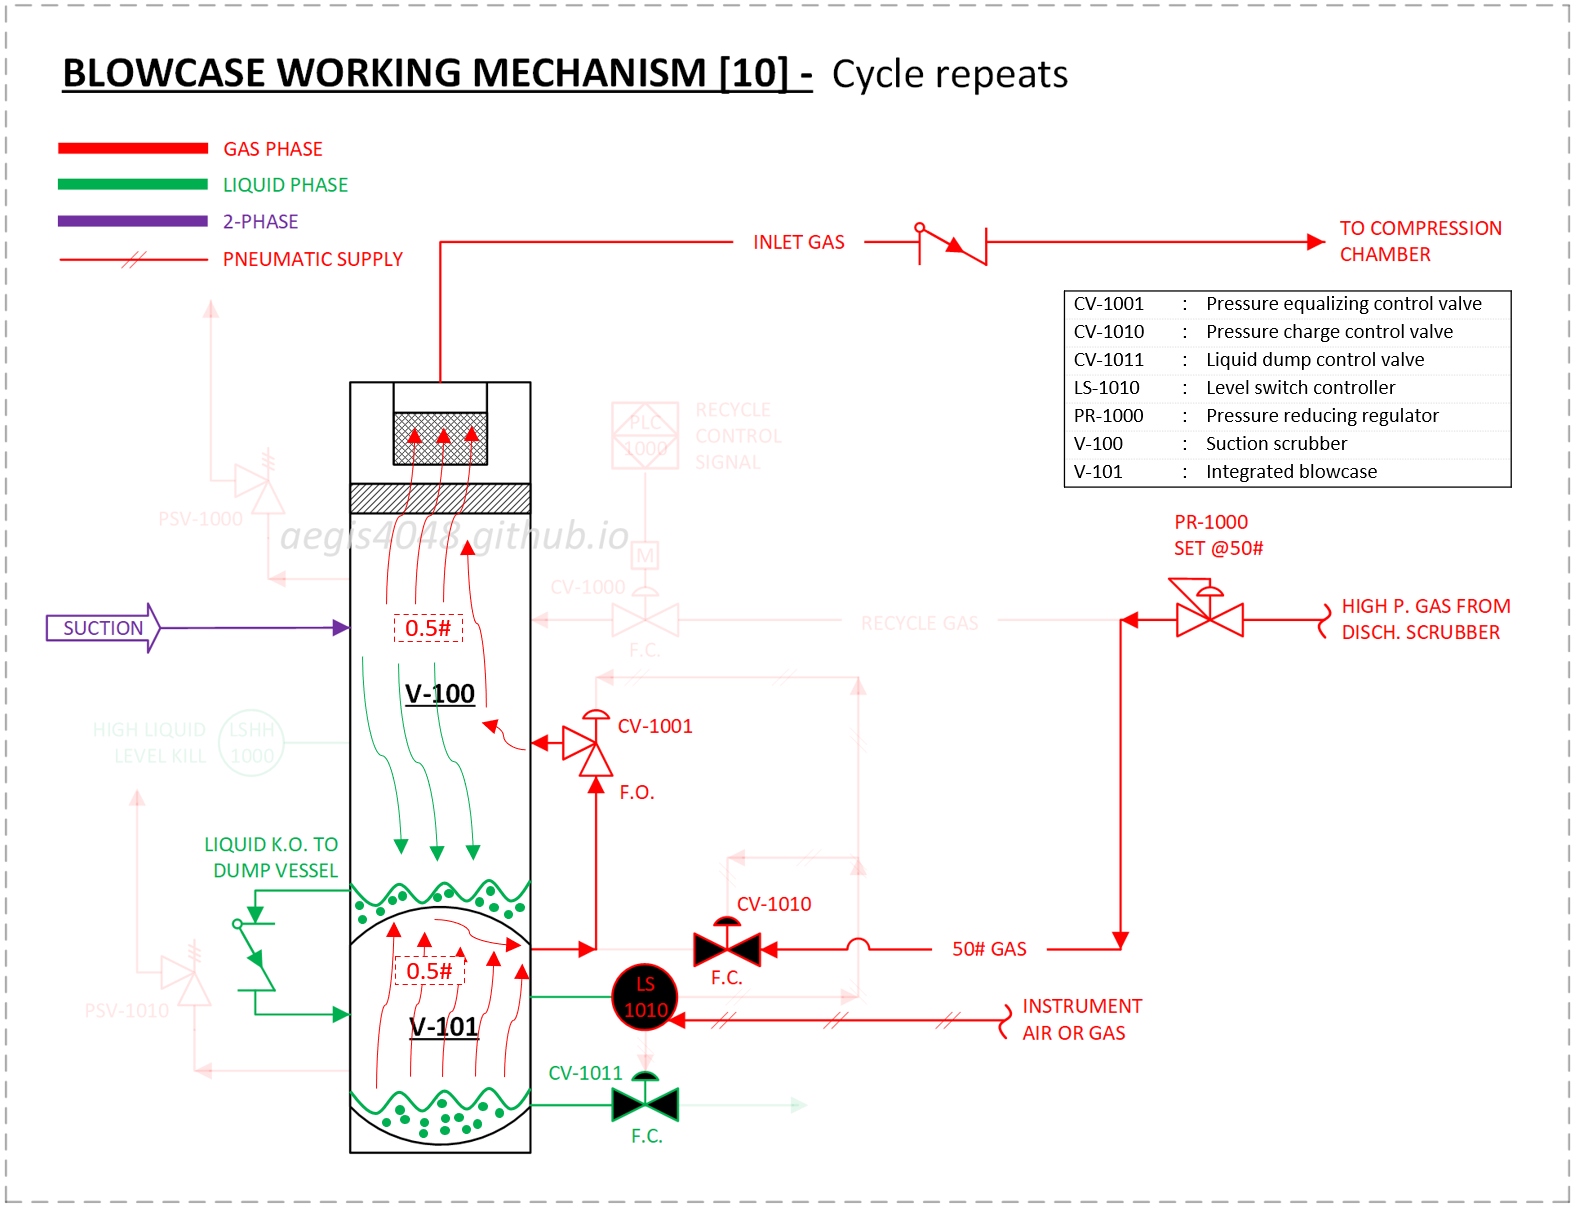 BLOWCASE WORKING MECHANISM [10] - Cycle repeats
GAS PHASE
LIQUID PHASE
2-PHASE
PNEUMATIC SUPPLY
INLET GAS
TO COMPRESSION
CHAMBER
CV-1001 : Pressure equalizing control valve
CV-1010 : Pressure charge control valve
CV-1011 : Liquid dump control valve
LS-1010 : Level switch controller
PR-1000 : Pressure reducing regulator
V-100 : Suction scrubber
V-101 : Integrated blowcase
PLC
1000
RECYCLE
CONTROL
SIGNAL
PSV-1000
aegis4048.github.io
M
CV-1000
F.C.
RECYCLE GAS
PR-1000
SET @50#
HIGH P. GAS FROM
DISCH. SCRUBBER
SUCTION
0.5#
V-100
HIGH LIQUID
LEVEL KILL
LSHH
1000
CV-1001
F.O.
LIQUID K.O. TO
DUMP VESSEL
CV-1010
F.C.
50# GAS
0.5#
V-101
LS
1010
INSTRUMENT
AIR OR GAS
PSV-1010
CV-1011
F.C.